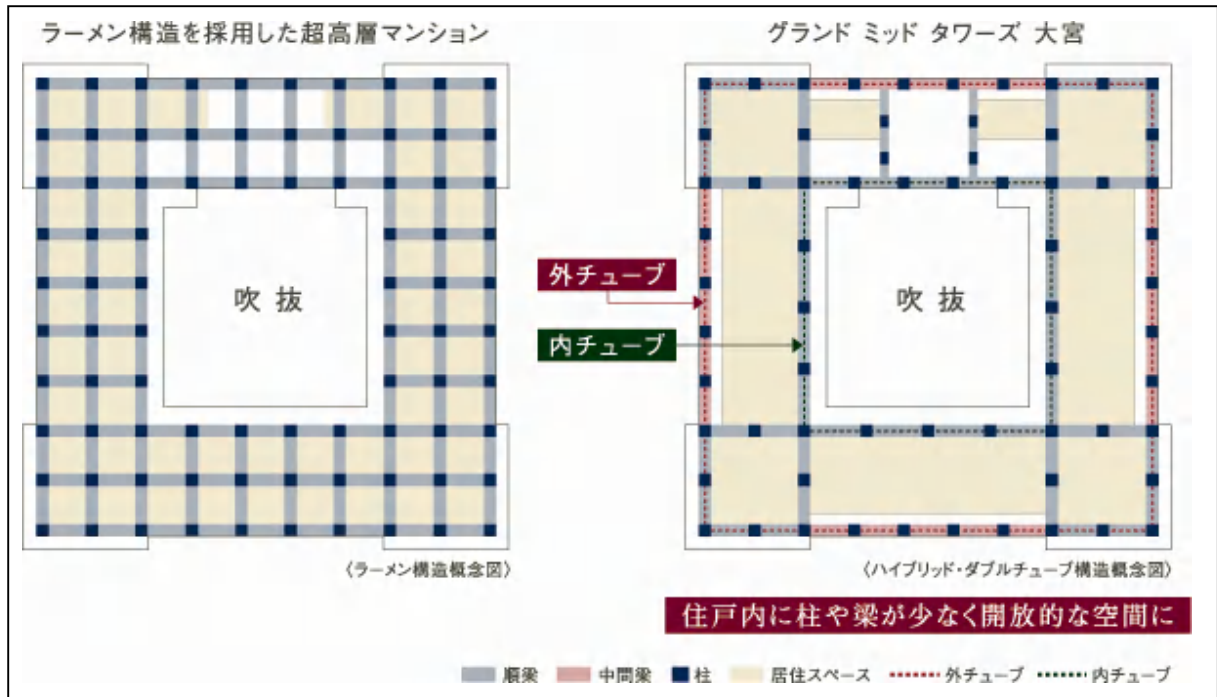 ラーメン構造を採用した超高層マンション
グランド ミッド タワーズ 大宮
吹 抜
外チューブ
内チューブ
吹 抜
〈ラーメン構造概念図〉
〈ハイブリッド・ダブルチューブ構造概念図〉
住戸内に柱や梁が少なく開放的な空間に
順梁 中間梁 柱 居住スペース 外チューブ 内チューブ